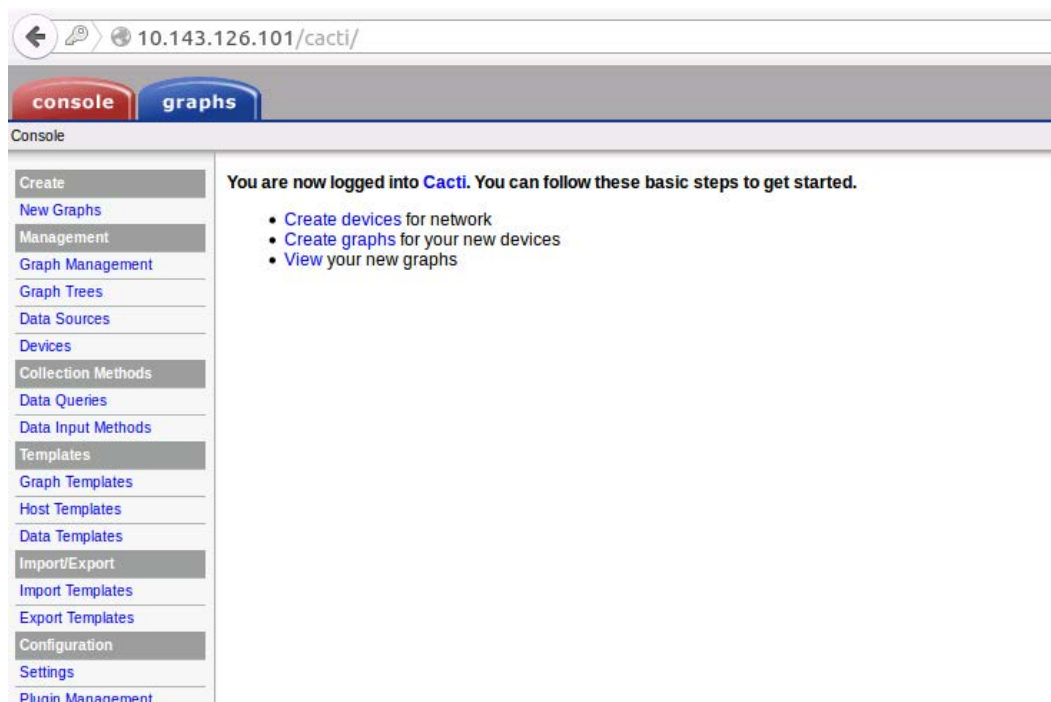 10.143.126.101/cacti/
console graphs
Console
Create
New Graphs
Management
Graph Management
Graph Trees
Data Sources
Devices
Collection Methods
Data Queries
Data Input Methods
Templates
Graph Templates
Host Templates
Data Templates
Import/Export
Import Templates
Export Templates
Configuration
Settings
Plugin Management
You are now logged into Cacti. You can follow these basic steps to get started.
• Create devices for network
• Create graphs for your new devices
• View your new graphs